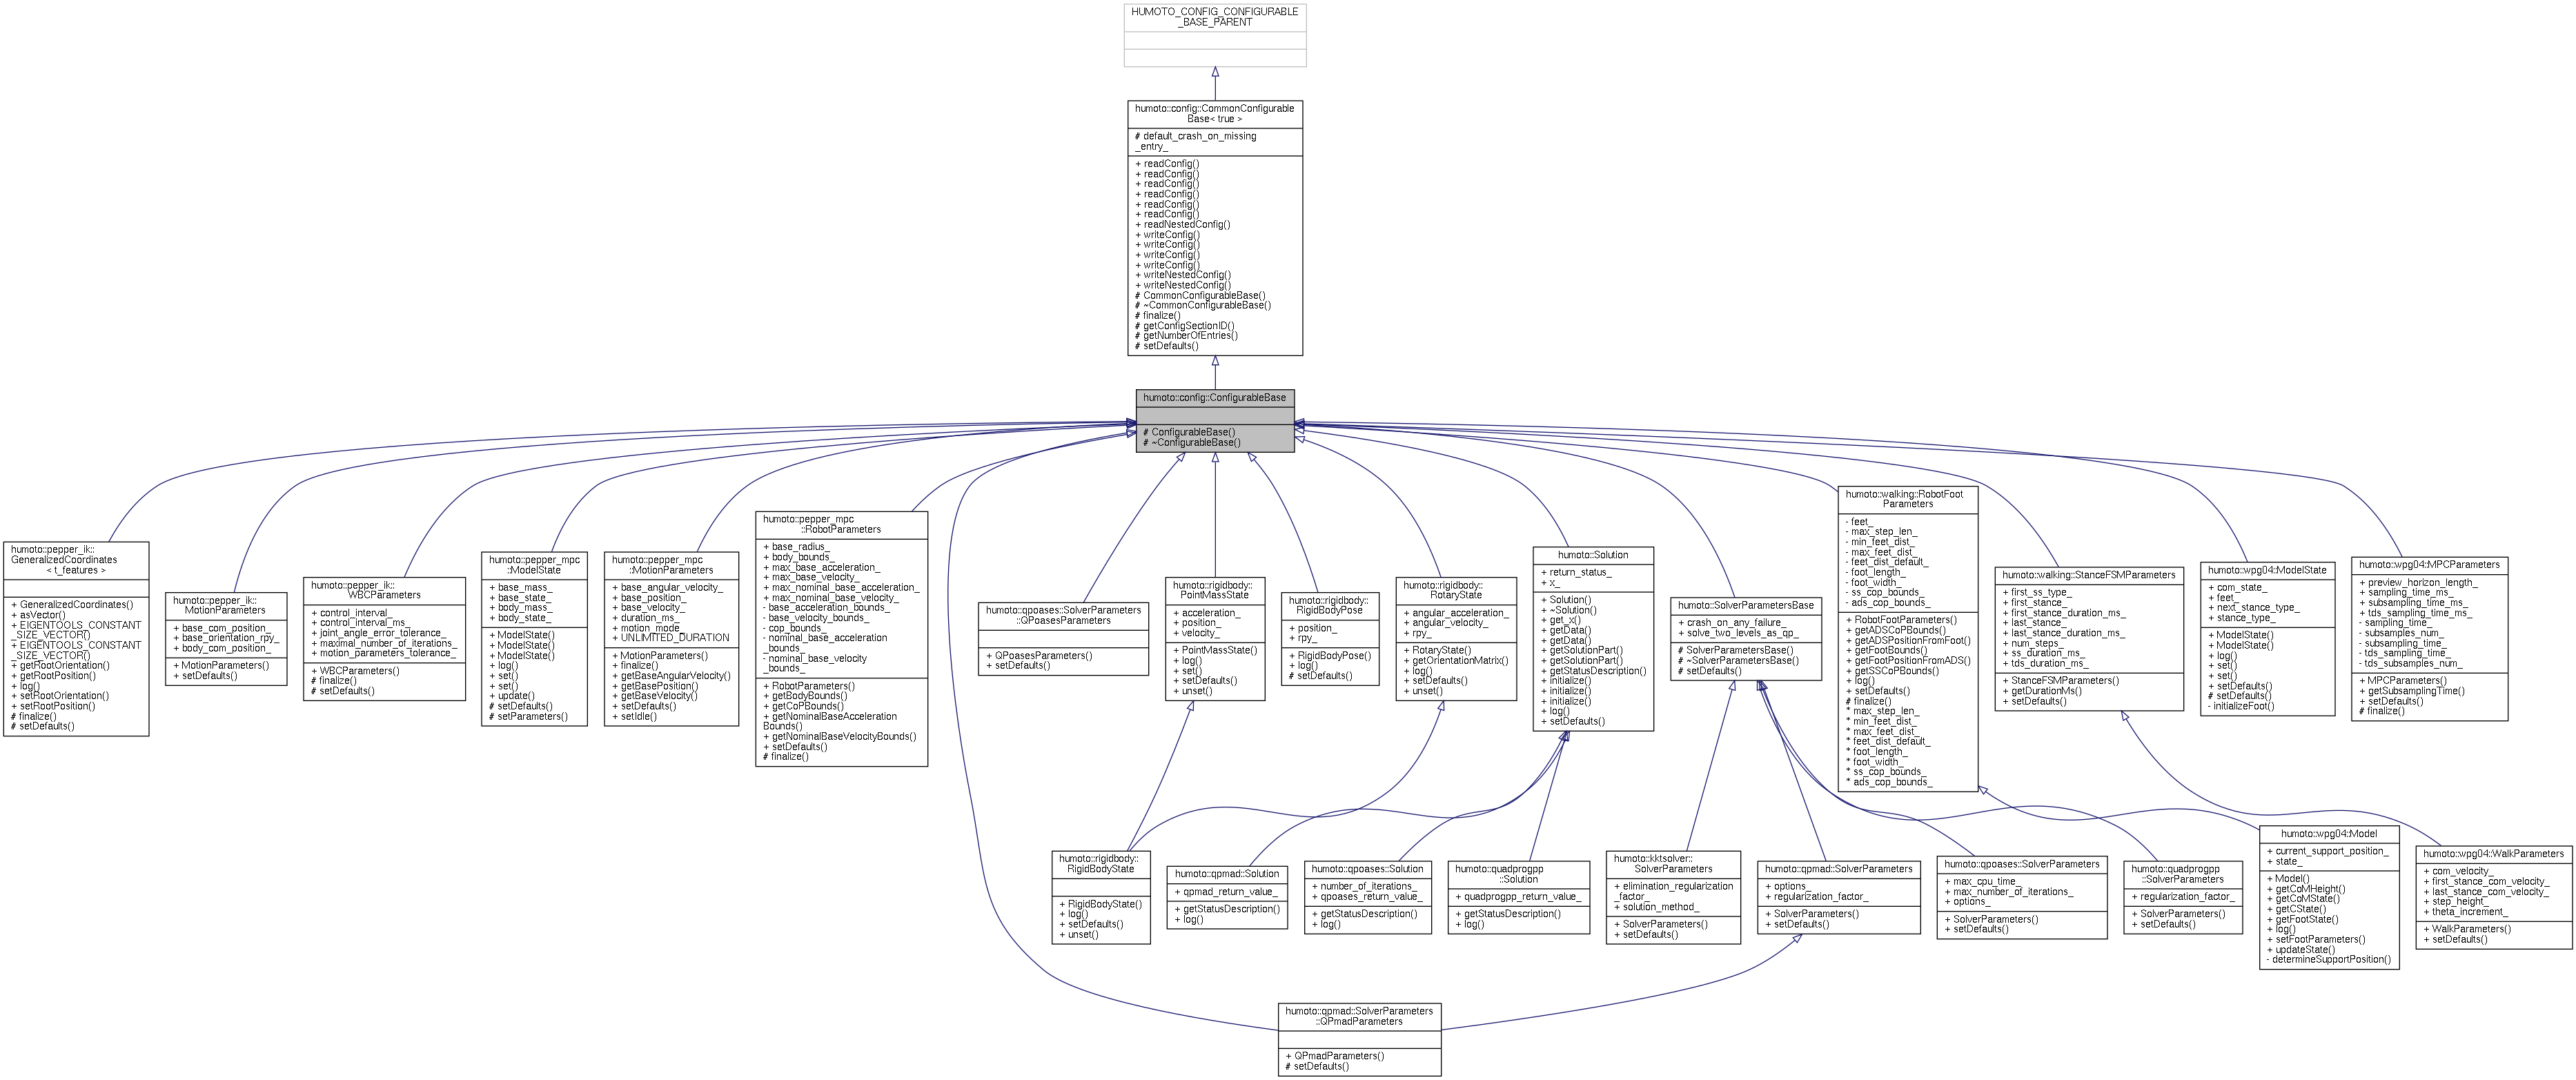 HUMOTO_CONFIG_CONFIGURABLE
_BASE_PARENT
humoto::config::CommonConfigurable
Base< true >
# default_crash_on_missing
_entry_
+ readConfig()
+ readConfig()
+ readConfig()
+ readConfig()
+ readConfig()
+ readConfig()
+ readNestedConfig()
+ writeConfig()
+ writeConfig()
+ writeConfig()
+ writeConfig()
+ writeNestedConfig()
+ writeNestedConfig()
# CommonConfigurableBase()
# ~CommonConfigurableBase()
# finalize()
# getConfigSectionID()
# getNumberOfEntries()
# setDefaults()
humoto::config::ConfigurableBase
# ConfigurableBase()
# ~ConfigurableBase()
humoto::pepper_ik::
GeneralizedCoordinates
< t_features >
+ GeneralizedCoordinates()
+ asVector()
+ EIGENTOOLS_CONSTANT
_SIZE_VECTOR()
+ EIGENTOOLS_CONSTANT
_SIZE_VECTOR()
+ getRootOrientation()
+ getRootPosition()
+ log()
+ setRootOrientation()
+ setRootPosition()
# finalize()
# setDefaults()
humoto::pepper_ik::
MotionParameters
+ base_com_position_
+ base_orientation_rpy_
+ body_com_position_
+ MotionParameters()
+ setDefaults()
humoto::pepper_ik::
WBCParameters
+ control_interval_
+ control_interval_ms_
+ joint_angle_error_tolerance_
+ maximal_number_of_iterations_
+ motion_parameters_tolerance_
+ WBCParameters()
# finalize()
# setDefaults()
humoto::pepper_mpc
::ModelState
+ base_mass_
+ base_state_
+ body_mass_
+ body_state_
+ ModelState()
+ ModelState()
+ ModelState()
+ log()
+ set()
+ set()
+ update()
# setDefaults()
# setParameters()
humoto::pepper_mpc
::MotionParameters
+ base_angular_velocity_
+ base_position_
+ base_velocity_
+ duration_ms_
+ motion_mode_
+ UNLIMITED_DURATION
+ MotionParameters()
+ finalize()
+ getBaseAngularVelocity()
+ getBasePosition()
+ getBaseVelocity()
+ setDefaults()
+ setIdle()
humoto::pepper_mpc
::RobotParameters
+ base_radius_
+ body_bounds_
+ max_base_acceleration_
+ max_base_velocity_
+ max_nominal_base_acceleration_
+ max_nominal_base_velocity_
- base_acceleration_bounds_
- base_velocity_bounds_
- cop_bounds_
- nominal_base_acceleration
_bounds_
- nominal_base_velocity
_bounds_
+ RobotParameters()
+ getBodyBounds()
+ getCoPBounds()
+ getNominalBaseAcceleration
Bounds()
+ getNominalBaseVelocityBounds()
+ setDefaults()
# finalize()
humoto::qpoases::SolverParameters
::QPoasesParameters
+ QPoasesParameters()
+ setDefaults()
humoto::rigidbody::
PointMassState
+ acceleration_
+ position_
+ velocity_
+ PointMassState()
+ log()
+ set()
+ setDefaults()
+ unset()
humoto::rigidbody::
RigidBodyPose
+ position_
+ rpy_
+ RigidBodyPose()
+ log()
# setDefaults()
humoto::rigidbody::
RotaryState
+ angular_acceleration_
+ angular_velocity_
+ rpy_
+ RotaryState()
+ getOrientationMatrix()
+ log()
+ setDefaults()
+ unset()
humoto::Solution
+ return_status_
+ x_
+ Solution()
+ ~Solution()
+ get_x()
+ getData()
+ getData()
+ getSolutionPart()
+ getSolutionPart()
+ getStatusDescription()
+ initialize()
+ initialize()
+ initialize()
+ log()
+ setDefaults()
humoto::SolverParametersBase
+ crash_on_any_failure_
+ solve_two_levels_as_qp_
# SolverParametersBase()
# ~SolverParametersBase()
# setDefaults()
humoto::walking::RobotFoot
Parameters
- feet_
- max_step_len_
- min_feet_dist_
- max_feet_dist_
- feet_dist_default_
- foot_length_
- foot_width_
- ss_cop_bounds_
- ads_cop_bounds_
+ RobotFootParameters()
+ getADSCoPBounds()
+ getADSPositionFromFoot()
+ getFootBounds()
+ getFootPositionFromADS()
+ getSSCoPBounds()
+ log()
+ setDefaults()
# finalize()
* max_step_len_
* min_feet_dist_
* max_feet_dist_
* feet_dist_default_
* foot_length_
* foot_width_
* ss_cop_bounds_
* ads_cop_bounds_
humoto::walking::StanceFSMParameters
+ first_ss_type_
+ first_stance_
+ first_stance_duration_ms_
+ last_stance_
+ last_stance_duration_ms_
+ num_steps_
+ ss_duration_ms_
+ tds_duration_ms_
+ StanceFSMParameters()
+ getDurationMs()
+ setDefaults()
humoto::wpg04::ModelState
+ com_state_
+ feet_
+ next_stance_type_
+ stance_type_
+ ModelState()
+ ModelState()
+ log()
+ set()
+ set()
+ setDefaults()
# setDefaults()
- initializeFoot()
humoto::wpg04::MPCParameters
+ preview_horizon_length_
+ sampling_time_ms_
+ subsampling_time_ms_
+ tds_sampling_time_ms_
- sampling_time_
- subsamples_num_
- subsampling_time_
- tds_sampling_time_
- tds_subsamples_num_
+ MPCParameters()
+ getSubsamplingTime()
+ setDefaults()
# finalize()
humoto::rigidbody::
RigidBodyState
+ RigidBodyState()
+ log()
+ setDefaults()
+ unset()
humoto::qpmad::Solution
+ qpmad_return_value_
+ getStatusDescription()
+ log()
humoto::qpoases::Solution
+ number_of_iterations_
+ qpoases_return_value_
+ getStatusDescription()
+ log()
humoto::quadprogpp
::Solution
+ quadprogpp_return_value_
+ getStatusDescription()
+ log()
humoto::kktsolver::
SolverParameters
+ elimination_regularization
_factor_
+ solution_method_
+ SolverParameters()
+ setDefaults()
humoto::qpmad::SolverParameters
+ options_
+ regularization_factor_
+ SolverParameters()
+ setDefaults()
humoto::qpoases::SolverParameters
+ max_cpu_time_
+ max_number_of_iterations_
+ options_
+ SolverParameters()
+ setDefaults()
humoto::quadprogpp
::SolverParameters
+ regularization_factor_
+ SolverParameters()
+ setDefaults()
humoto::wpg04::Model
+ current_support_position_
+ state_
+ Model()
+ getCoMHeight()
+ getCoMState()
+ getCState()
+ getFootState()
+ log()
+ setFootParameters()
+ updateState()
- determineSupportPosition()
humoto::wpg04::WalkParameters
+ com_velocity_
+ first_stance_com_velocity_
+ last_stance_com_velocity_
+ step_height_
+ theta_increment_
+ WalkParameters()
+ setDefaults()
humoto::qpmad::SolverParameters
::QPmadParameters
+ QPmadParameters()
# setDefaults()